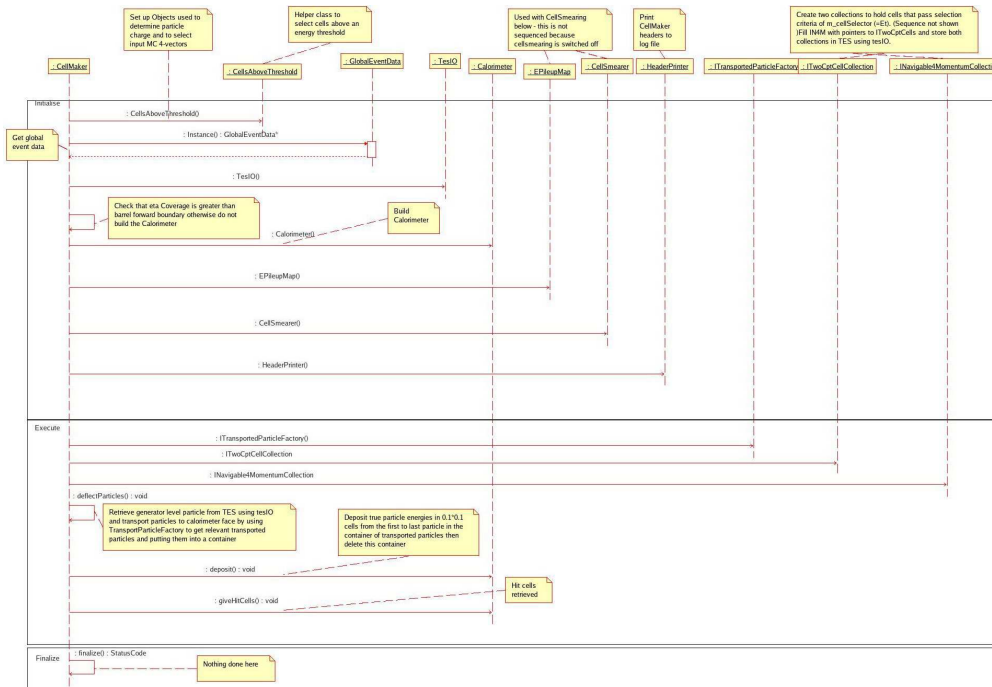 Set up Objects used to
determine particle
charge and to select
input MC 4-vectors
Helper class to
select cells above an
energy threshold
Used with CellSmearing
below - this is not
sequenced because
cellsmearing is switched off
Print
CellMaker
headers to
log file
Create two collections to hold cells that pass selection
criteria of m_cellSelector (=Et). (Sequence not shown
)Fill IN4M with pointers to ITwoCptCells and store both
collections in TES using tesIO.
: CellMaker
: CellsAboveThreshold
: GlobalEventData
: TesIO
: Calorimeter
: EPileupMap
: CellSmearer
: HeaderPrinter
: ITransportedParticleFactory
: ITwoCptCellCollection
: INavigable4MomentumCollecti
Initialise
: CellsAboveThreshold()
Get global
event data
: Instance() : GlobalEventData*
: TesIO()
Check that eta Coverage is greater than
barrel forward boundary otherwise do not
build the Calorimeter
Build
Calorimeter
: Calorimeter()
: EPileupMap()
: CellSmearer()
: HeaderPrinter()
Execute
: ITransportedParticleFactory()
: ITwoCptCellCollection
: INavigable4MomentumCollection
: deflectParticles() : void
Retrieve generator level particle from TES using tesIO
and transport particles to calorimeter face by using
TransportParticleFactory to get relevant transported
particles and putting them into a container
Deposit true particle energies in 0.1*0.1
cells from the first to last particle in the
container of transported particles then
delete this container
: deposit() : void
Hit cells
retrieved
: giveHitCells() : void
Finalize
: finalize() : StatusCode
Nothing done here